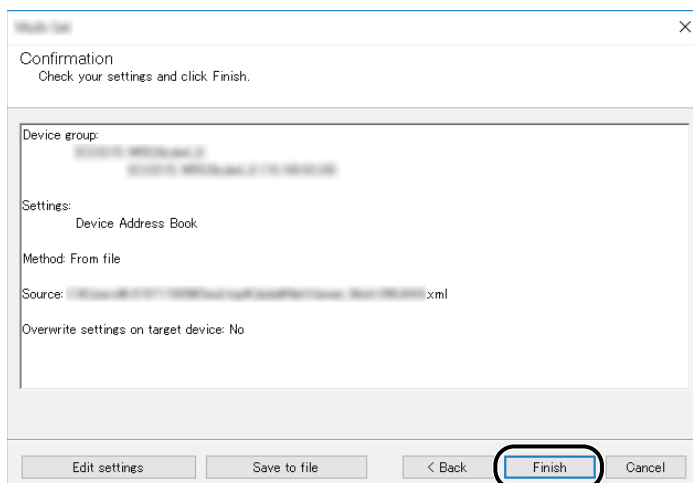 Confirmation
Check your settings and click Finish.
Device group:
Settings:
Device Address Book
Method: From file
Source: .xml
Overwrite settings on target device: No
Edit settings
Save to file
< Back
Finish
Cancel